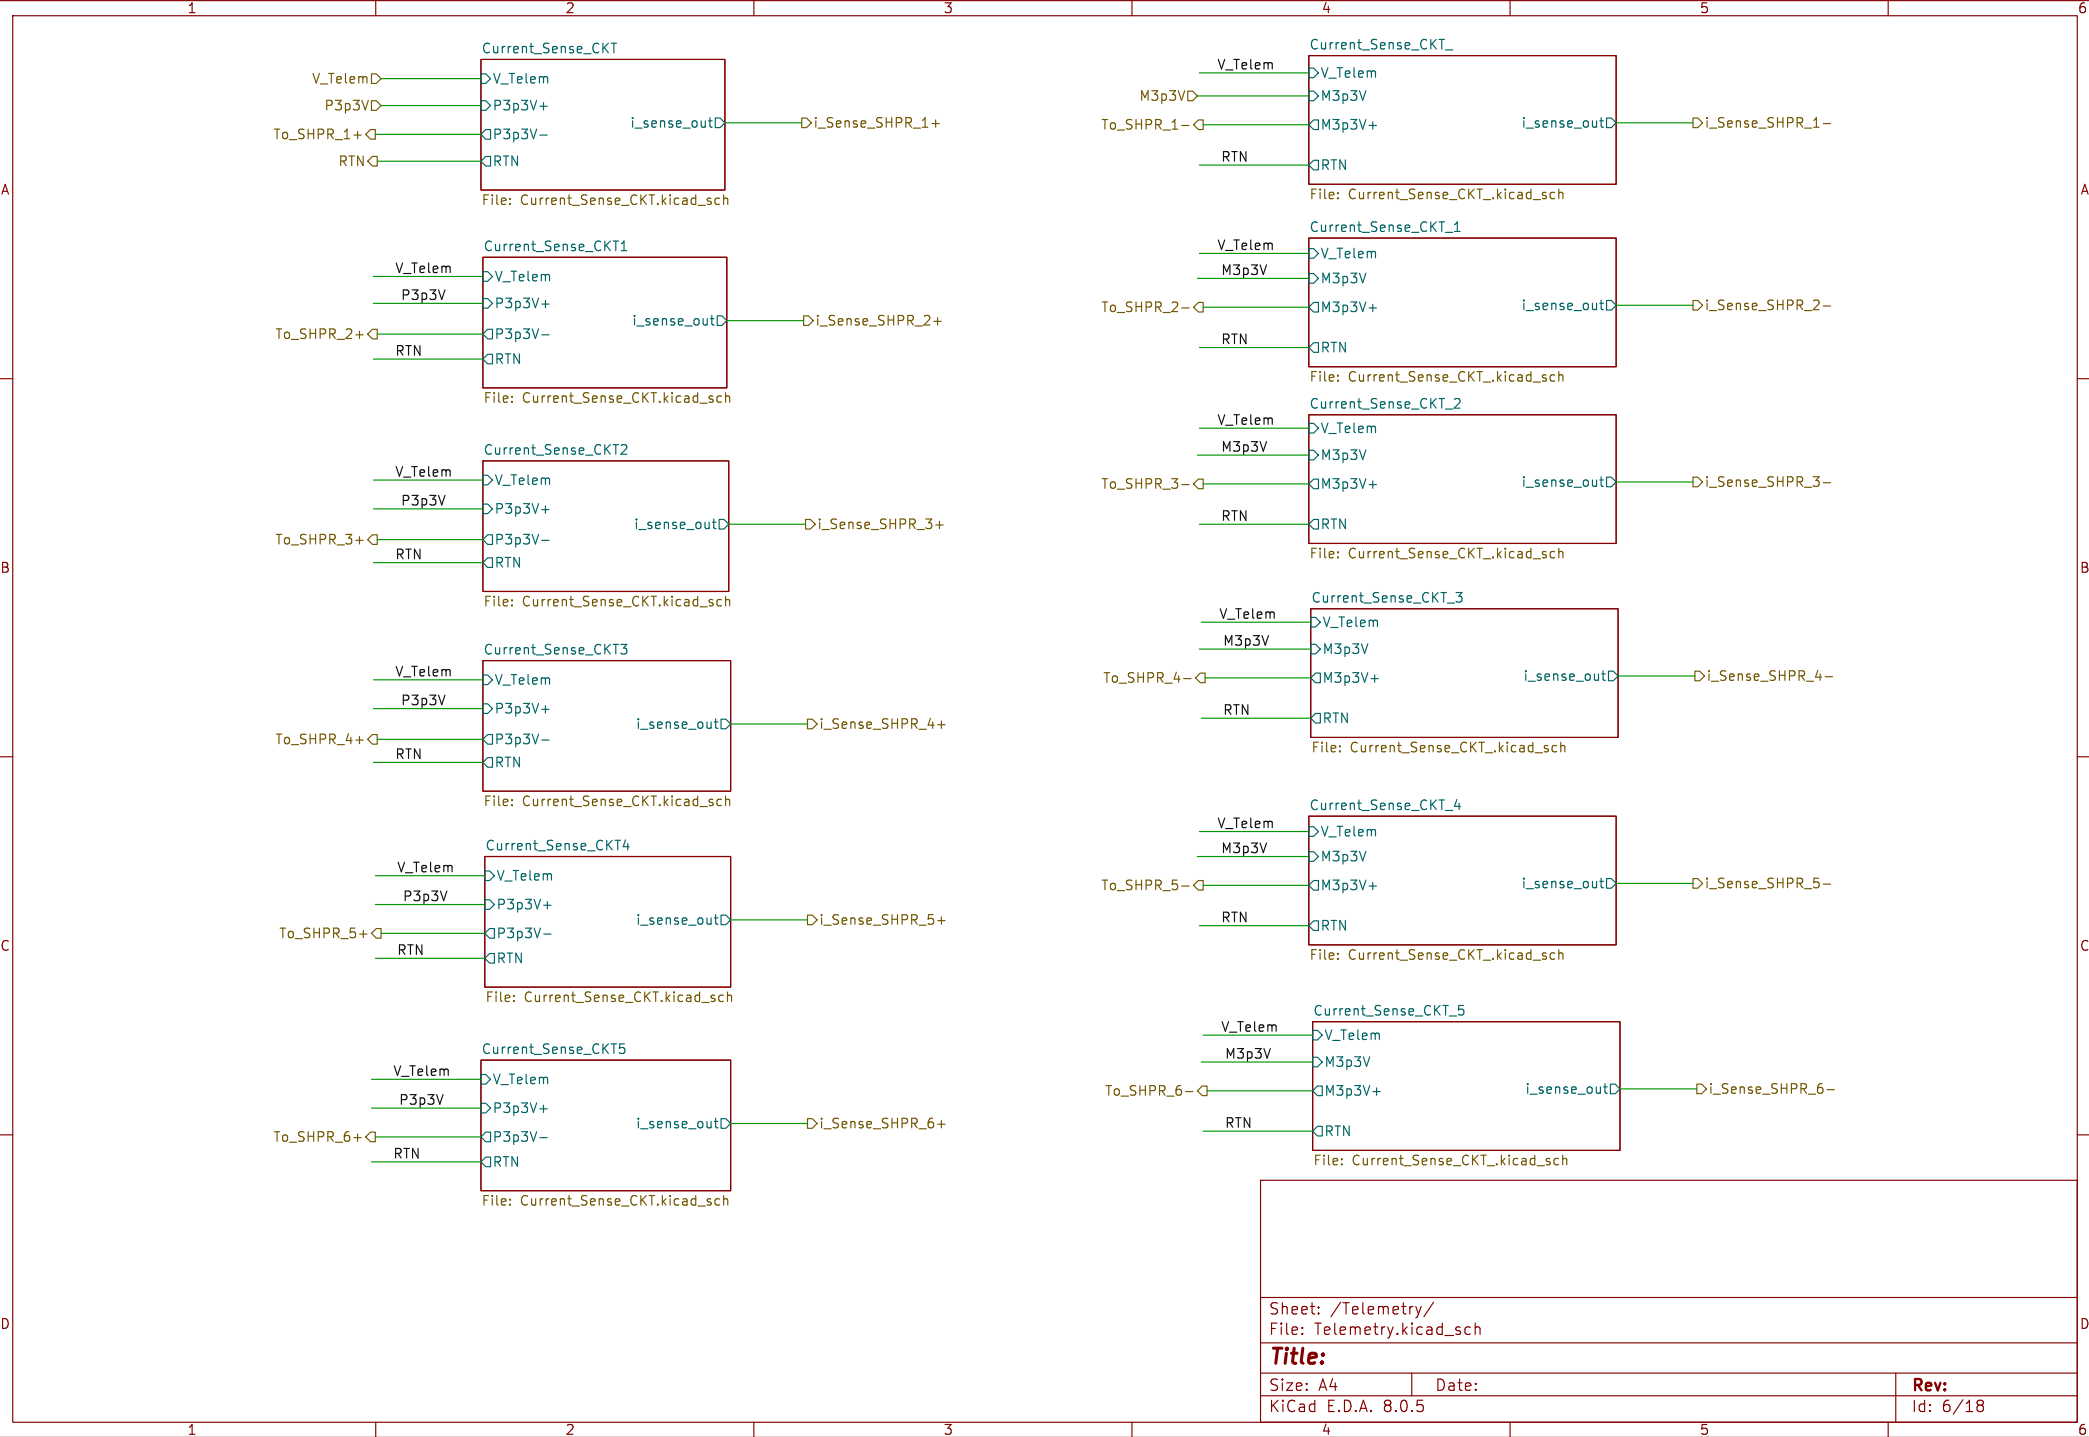 1 2 3 4 5 6
Current_Sense_CKT
V_Telem V_Telem
P3p3V P3p3V+
To_SHPR_1+ P3p3V-
RTN RTN
i_sense_out i_Sense_SHPR_1+
File: Current_Sense_CKT.kicad_sch
Current_Sense_CKT_
V_Telem V_Telem
M3p3V M3p3V
To_SHPR_1- M3p3V+
RTN RTN
i_sense_out i_Sense_SHPR_1-
File: Current_Sense_CKT_.kicad_sch
A A
Current_Sense_CKT1
V_Telem V_Telem
P3p3V P3p3V+
To_SHPR_2+ P3p3V-
RTN RTN
i_sense_out i_Sense_SHPR_2+
File: Current_Sense_CKT.kicad_sch
Current_Sense_CKT_1
V_Telem V_Telem
M3p3V M3p3V
To_SHPR_2- M3p3V+
RTN RTN
i_sense_out i_Sense_SHPR_2-
File: Current_Sense_CKT_.kicad_sch
Current_Sense_CKT2
V_Telem V_Telem
P3p3V P3p3V+
To_SHPR_3+ P3p3V-
RTN RTN
i_sense_out i_Sense_SHPR_3+
File: Current_Sense_CKT.kicad_sch
Current_Sense_CKT_2
V_Telem V_Telem
M3p3V M3p3V
To_SHPR_3- M3p3V+
RTN RTN
i_sense_out i_Sense_SHPR_3-
File: Current_Sense_CKT_.kicad_sch
B B
Current_Sense_CKT3
V_Telem V_Telem
P3p3V P3p3V+
To_SHPR_4+ P3p3V-
RTN RTN
i_sense_out i_Sense_SHPR_4+
File: Current_Sense_CKT.kicad_sch
Current_Sense_CKT_3
V_Telem V_Telem
M3p3V M3p3V
To_SHPR_4- M3p3V+
RTN RTN
i_sense_out i_Sense_SHPR_4-
File: Current_Sense_CKT_.kicad_sch
Current_Sense_CKT4
V_Telem V_Telem
P3p3V P3p3V+
To_SHPR_5+ P3p3V-
RTN RTN
i_sense_out i_Sense_SHPR_5+
File: Current_Sense_CKT.kicad_sch
Current_Sense_CKT_4
V_Telem V_Telem
M3p3V M3p3V
To_SHPR_5- M3p3V+
RTN RTN
i_sense_out i_Sense_SHPR_5-
File: Current_Sense_CKT_.kicad_sch
C C
Current_Sense_CKT5
V_Telem V_Telem
P3p3V P3p3V+
To_SHPR_6+ P3p3V-
RTN RTN
i_sense_out i_Sense_SHPR_6+
File: Current_Sense_CKT.kicad_sch
Current_Sense_CKT_5
V_Telem V_Telem
M3p3V M3p3V
To_SHPR_6- M3p3V+
RTN RTN
i_sense_out i_Sense_SHPR_6-
File: Current_Sense_CKT_.kicad_sch
D D
Sheet: /Telemetry/
File: Telemetry.kicad_sch
Title:
Size: A4 Date: Rev:
KiCad E.D.A. 8.0.5 Id: 6/18
1 2 3 4 5 6